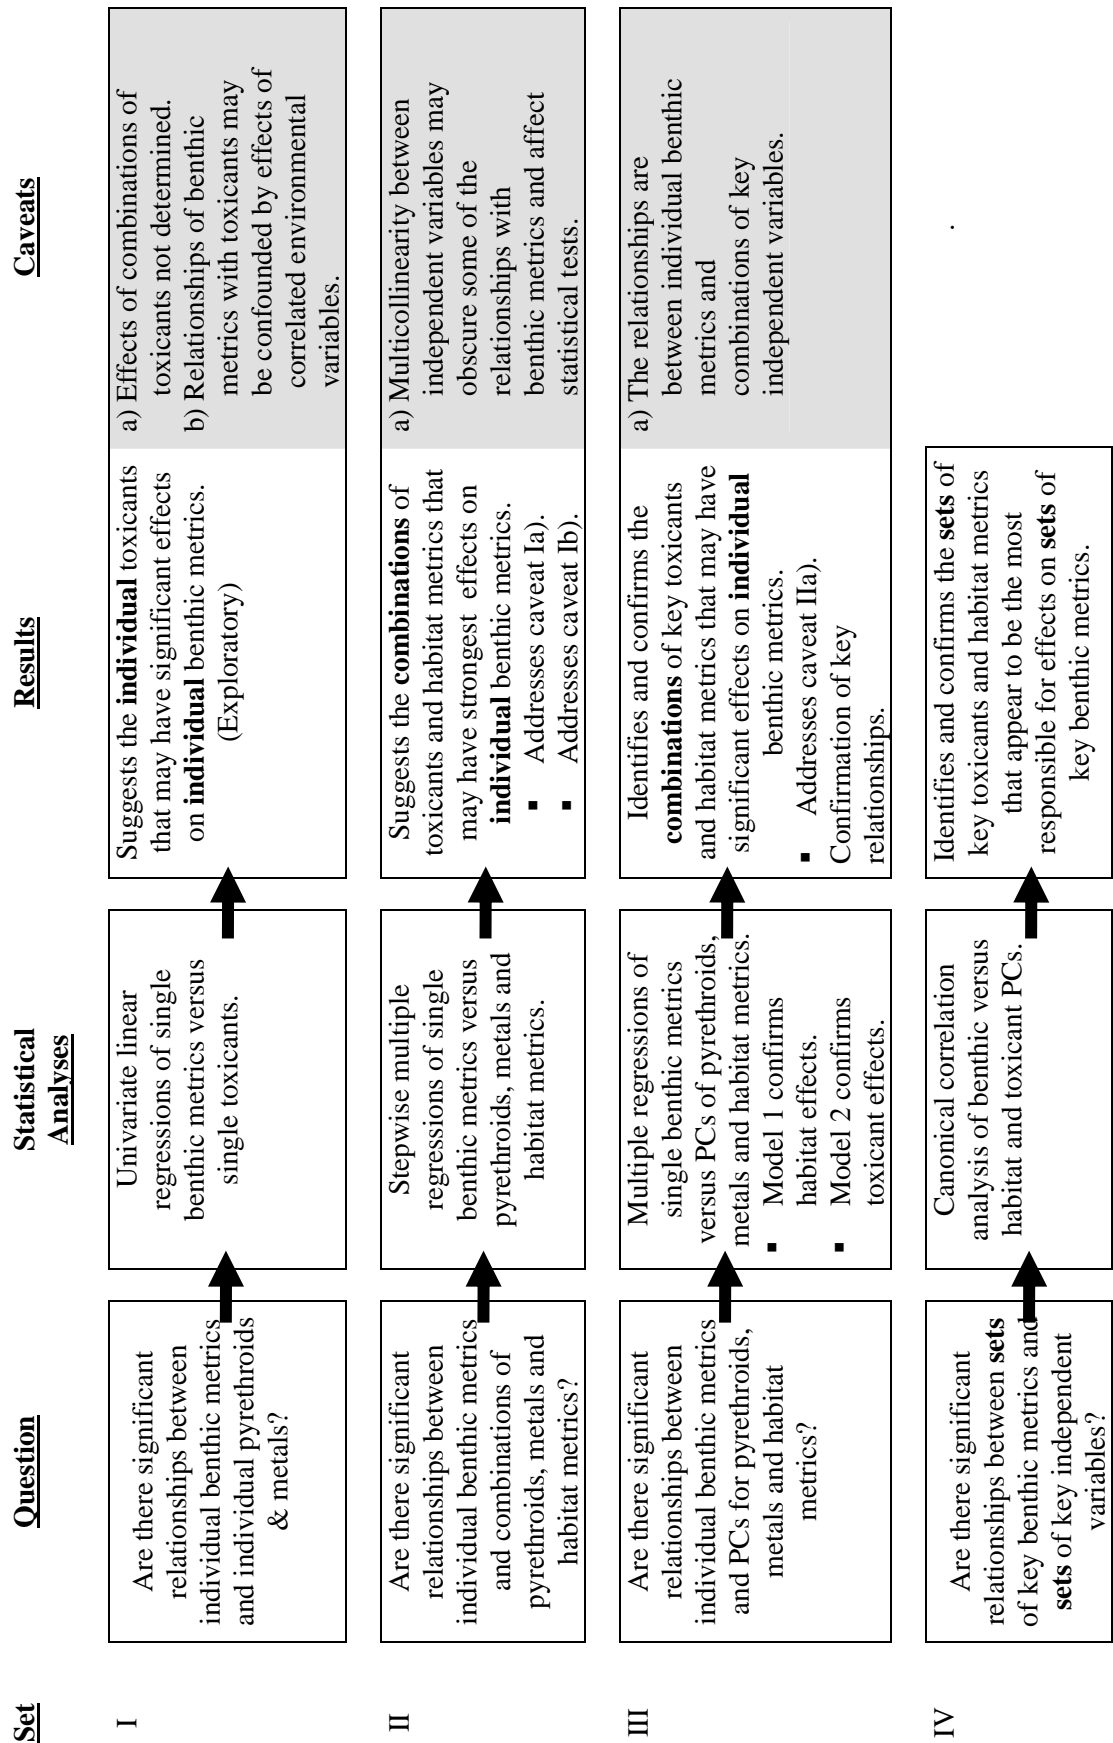 Set
Question
Statistical
Analyses
Results
Caveats
I
Are there significant
relationships between
individual benthic metrics
and individual pyrethroids
& metals?
Univariate linear
regressions of single
benthic metrics versus
single toxicants.
Suggests the individual toxicants
that may have significant effects
on individual benthic metrics.
(Exploratory)
a) Effects of combinations of
toxicants not determined.
b) Relationships of benthic
metrics with toxicants may
be confounded by effects of
correlated environmental
variables.
II
Are there significant
relationships between
individual benthic metrics
and combinations of
pyrethroids, metals and
habitat metrics?
Stepwise multiple
regressions of single
benthic metrics versus
pyrethroids, metals and
habitat metrics.
Suggests the combinations of
toxicants and habitat metrics that
may have strongest effects on
individual benthic metrics.
▪ Addresses caveat Ia).
▪ Addresses caveat Ib).
a) Multicollinearity between
independent variables may
obscure some of the
relationships with
benthic metrics and affect
statistical tests.
III
Are there significant
relationships between
individual benthic metrics
and PCs for pyrethroids,
metals and habitat
metrics?
Multiple regressions of
single benthic metrics
versus PCs of pyrethroids,
metals and habitat metrics.
▪ Model 1 confirms
habitat effects.
▪ Model 2 confirms
toxicant effects.
Identifies and confirms the
combinations of key toxicants
and habitat metrics that may have
significant effects on individual
benthic metrics.
▪ Addresses caveat IIa).
Confirmation of key
relationships.
a) The relationships are
between individual benthic
metrics and
combinations of key
independent variables.
IV
Are there significant
relationships between sets
of key benthic metrics and
sets of key independent
variables?
Canonical correlation
analysis of benthic versus
habitat and toxicant PCs.
Identifies and confirms the sets of
key toxicants and habitat metrics
that appear to be the most
responsible for effects on sets of
key benthic metrics.
.